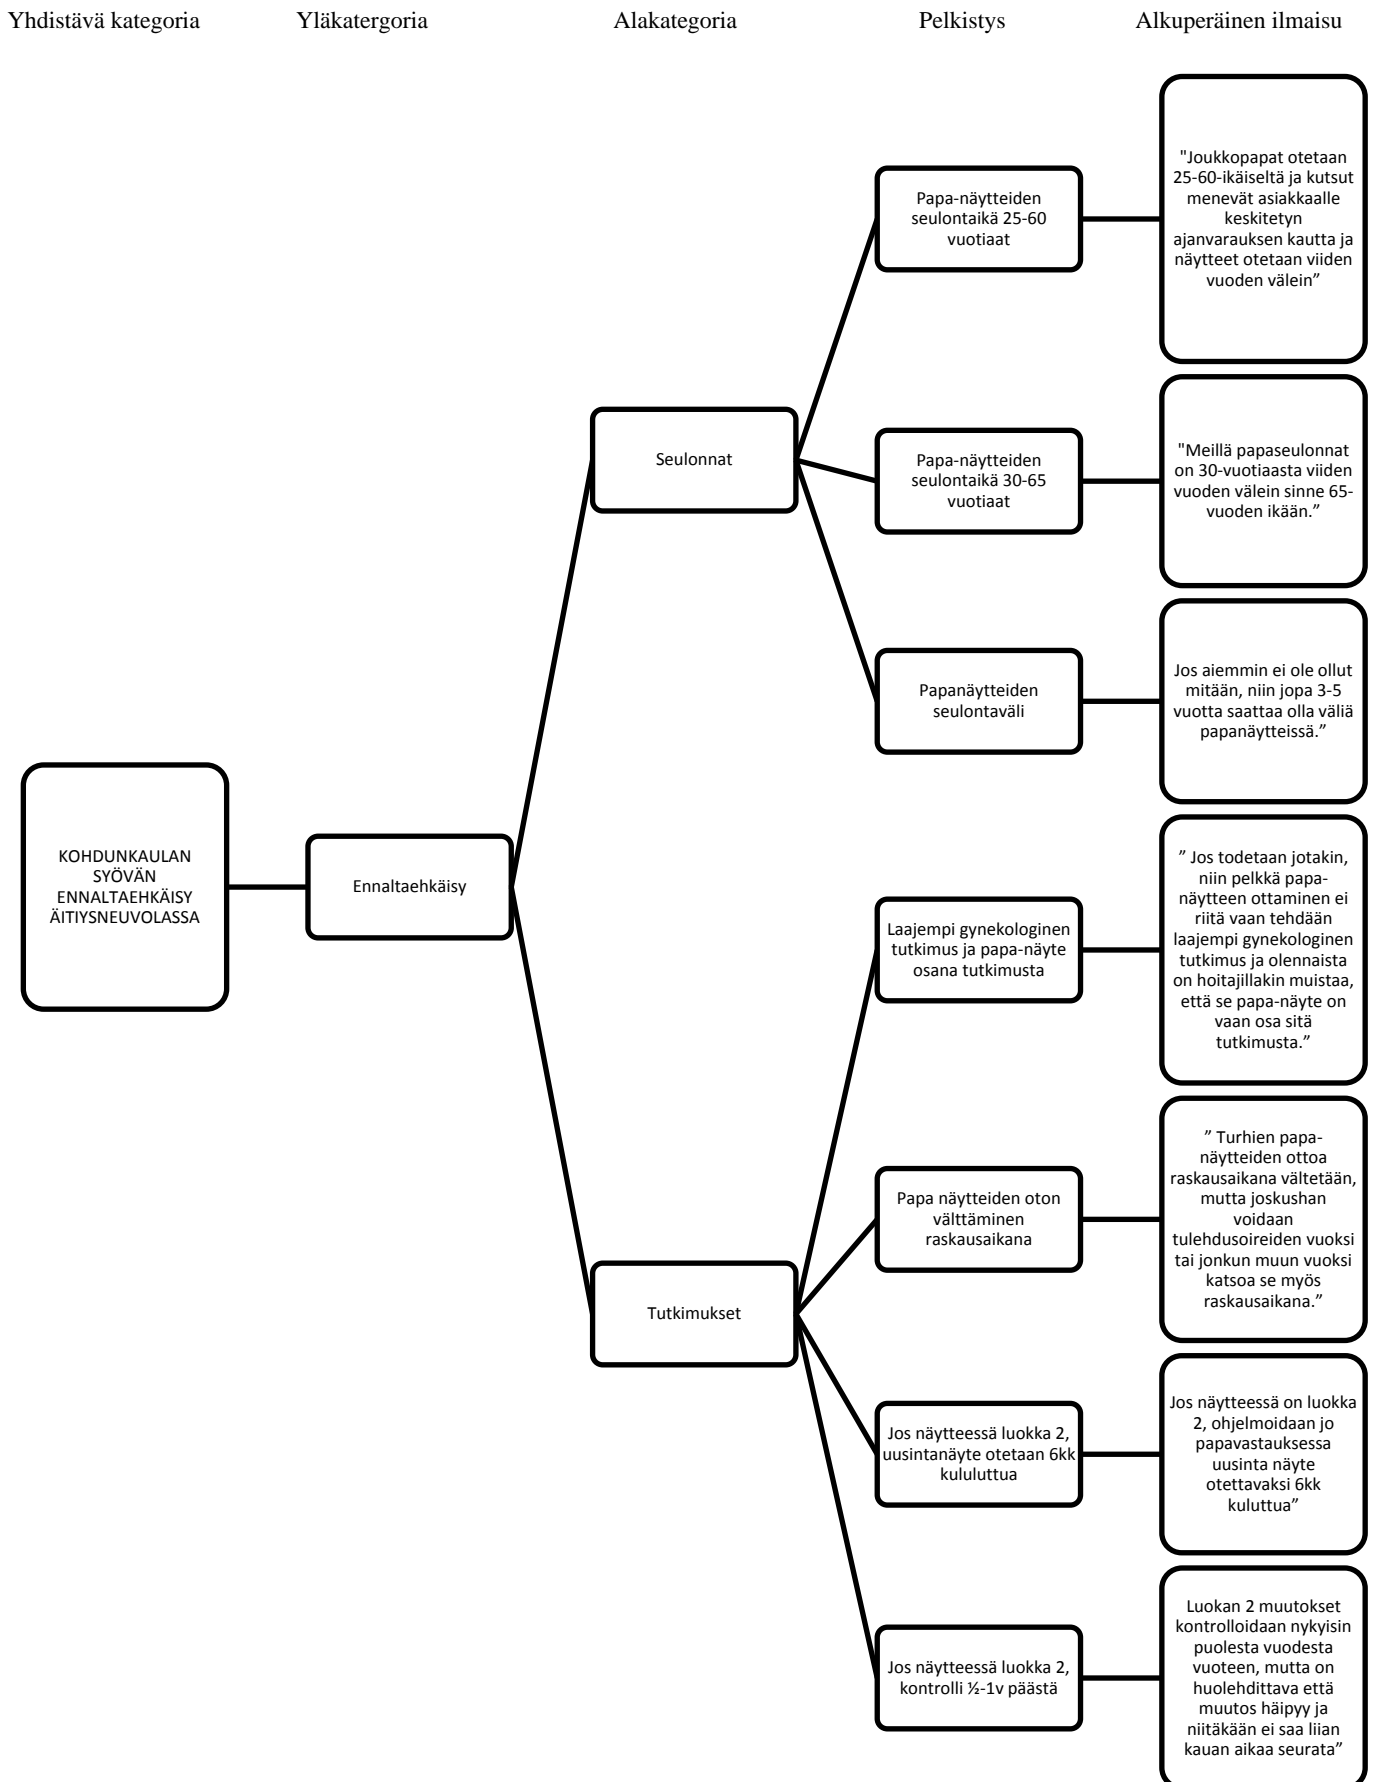 Yhdistävä kategoria
Yläkatergoria
Alakategoria
Pelkistys
Alkuperäinen ilmaisu
KOHDUNKAULAN
SYÖVÄN
ENNALTAEHKÄISY
ÄITIYSNEUVOLASSA
Ennaltaehkäisy
Seulonnat
Papa-näytteiden
seulontaikä 25-60
vuotiaat
"Joukkopapat otetaan
25-60-ikäiseltä ja kutsut
menevät asiakkaalle
keskitetyn
ajanvarauksen kautta ja
näytteet otetaan viiden
vuoden välein”
Papa-näytteiden
seulontaikä 30-65
vuotiaat
"Meillä papaseulonnat
on 30-vuotiaasta viiden
vuoden välein sinne 65-
vuoden ikään.”
Papanäytteiden
seulontaväli
Jos aiemmin ei ole ollut
mitään, niin jopa 3-5
vuotta saattaa olla väliä
papanäytteissä.”
Tutkimukset
Laajempi gynekologinen
tutkimus ja papa-näyte
osana tutkimusta
” Jos todetaan jotakin,
niin pelkkä papa-
näytteen ottaminen ei
riitä vaan tehdään
laajempi gynekologinen
tutkimus ja olennaista
on hoitajillakin muistaa,
että se papa-näyte on
vaan osa sitä
tutkimusta.”
Papa näytteiden oton
välttäminen
raskausaikana
” Turhien papa-
näytteiden ottoa
raskausaikana vältetään,
mutta joskushan
voidaan
tulehdusoireiden vuoksi
tai jonkun muun vuoksi
katsoa se myös
raskausaikana.”
Jos näytteessä luokka 2,
uusintanäyte otetaan 6kk
kululuttua
Jos näytteessä on luokka
2, ohjelmoidaan jo
papavastauksessa
uusinta näyte
otettavaksi 6kk
kuluttua”
Jos näytteessä luokka 2,
kontrolli ½-1v päästä
Luokan 2 muutokset
kontrolloidaan nykyisin
puolesta vuodesta
vuoteen, mutta on
huolehdittava että
muutos häipyy ja
niitäkään ei saa liian
kauan aikaa seurata”